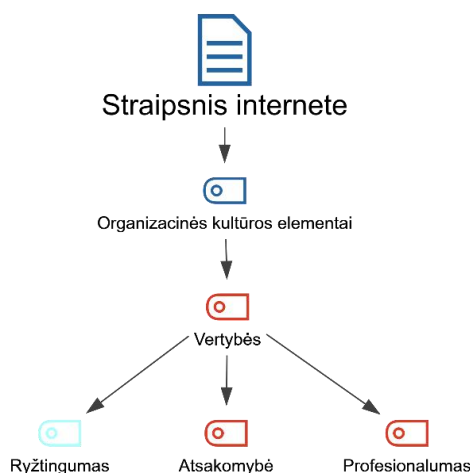 Straipsnis internete
Organizacinės kultūros elementai
Vertybės
Ryžtingumas
Atsakomybė
Profesionalumas